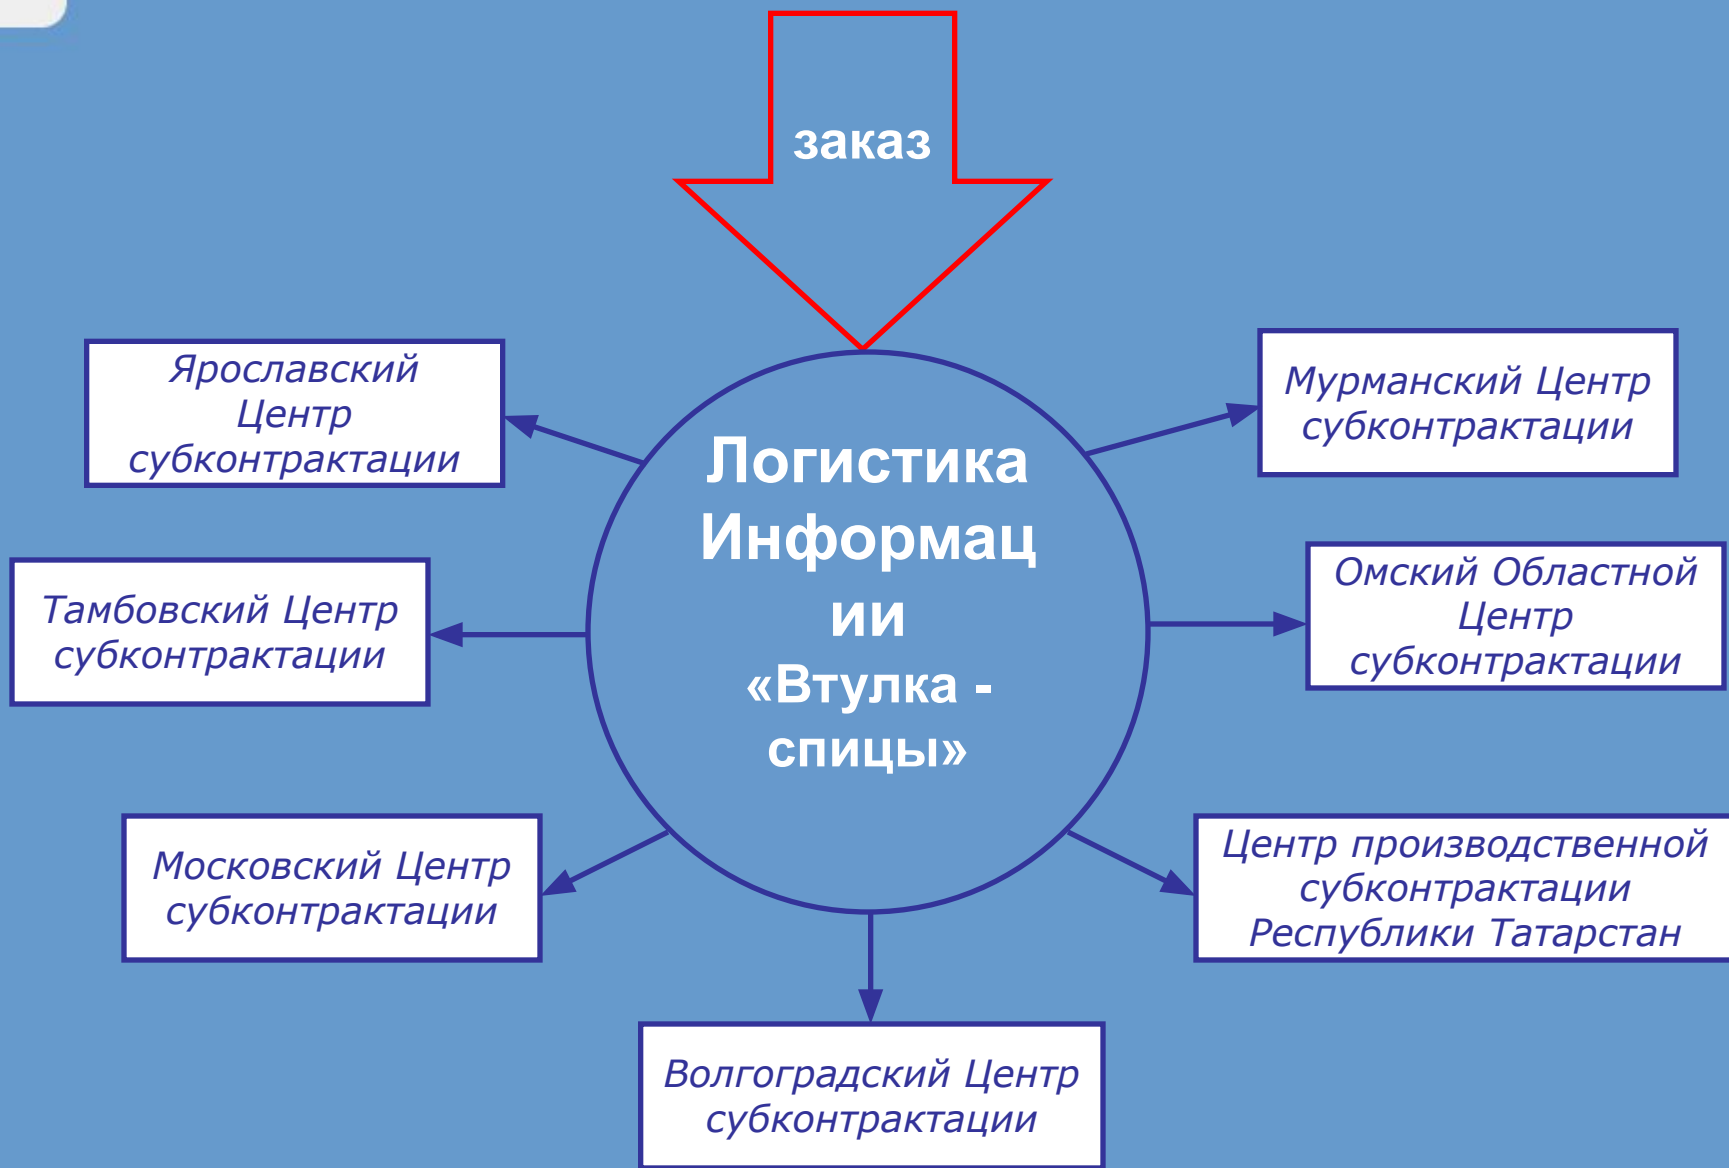 заказ
Ярославский
Центр
субконтрактации
Мурманский Центр
субконтрактации
Логистика
Информац
ии
«Втулка -
спицы»
Тамбовский Центр
субконтрактации
Омский Областной
Центр
субконтрактации
Московский Центр
субконтрактации
Центр производственной
субконтрактации
Республики Татарстан
Волгоградский Центр
субконтрактации